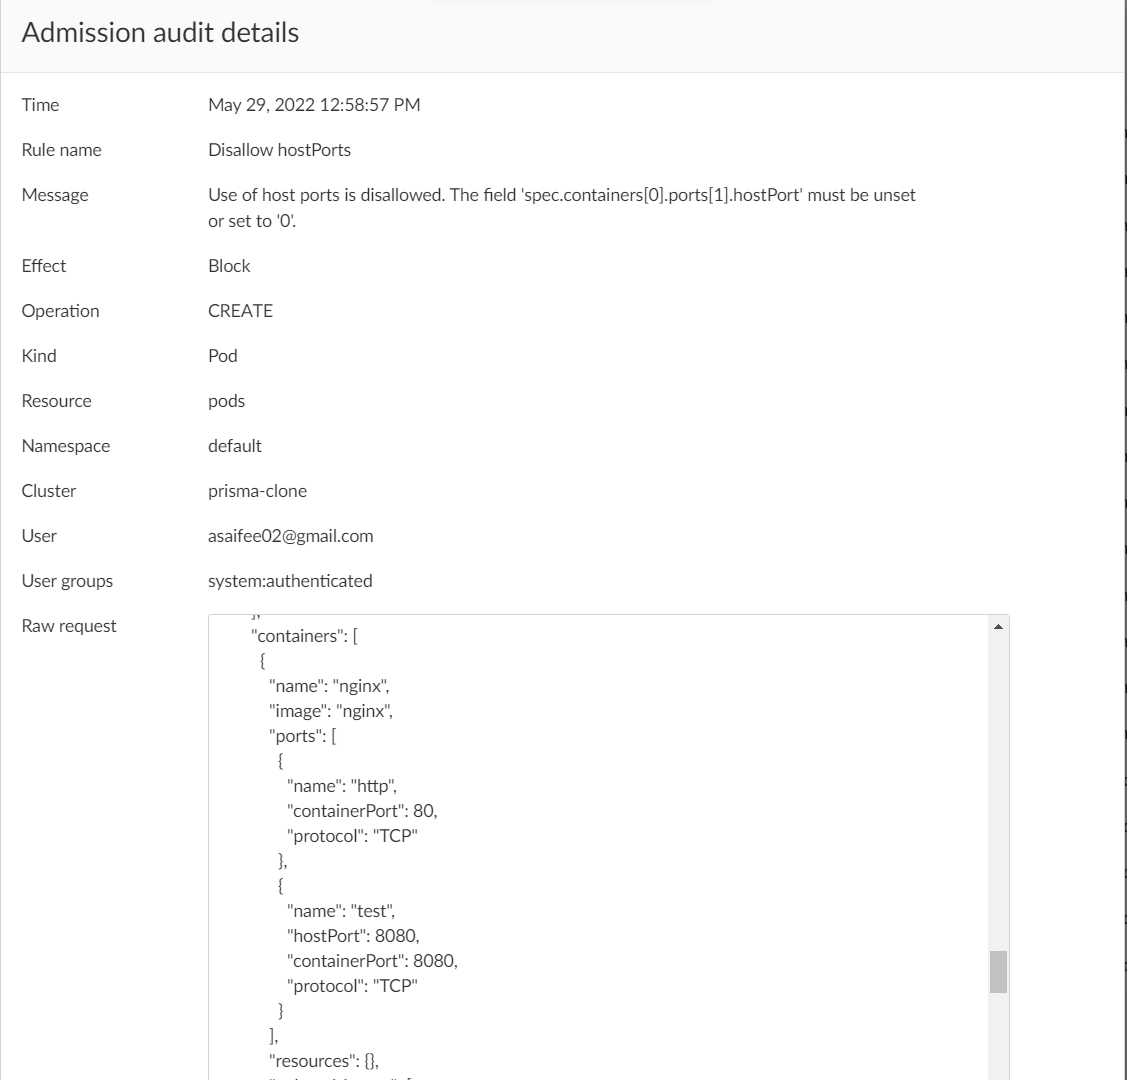 Admission audit details
Time May 29, 2022 12:58:57 PM
Rule name Disallow hostPorts
Message Use of host ports is disallowed. The field 'spec.containers[0].ports[1].hostPort' must be unset
or set to '0'.
Effect Block
Operation CREATE
Kind Pod
Resource pods
Namespace default
Cluster prisma-clone
User asaifee02@gmail.com
User groups system:authenticated
Raw request
],
"containers": [
{
"name": "nginx",
"image": "nginx",
"ports": [
{
"name": "http",
"containerPort": 80,
"protocol": "TCP"
},
{
"name": "test",
"hostPort": 8080,
"containerPort": 8080,
"protocol": "TCP"
}
],
"resources": {},